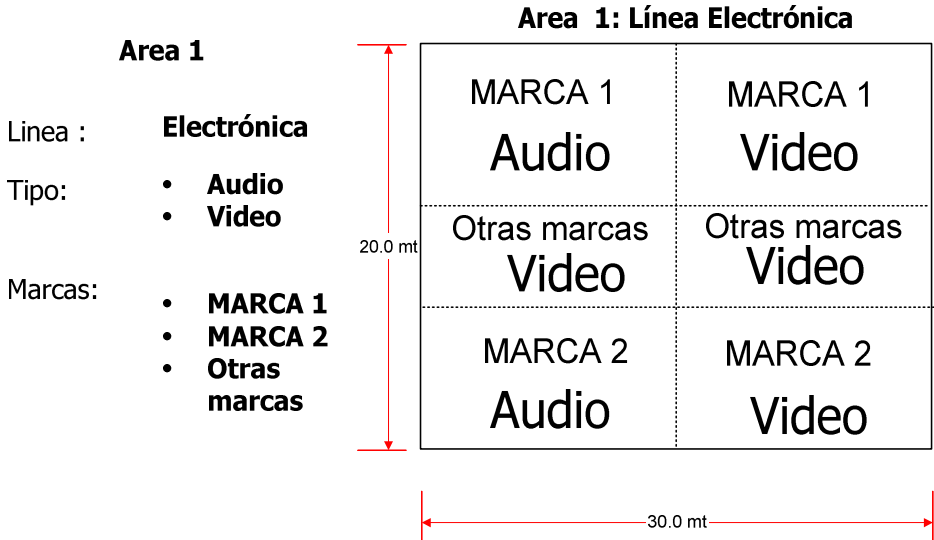 Area 1: Línea Electrónica
Area 1
Linea :
Electrónica
Tipo:
• Audio
• Video
Marcas:
• MARCA 1
• MARCA 2
• Otras
marcas
20.0 mt
MARCA 1
Audio
MARCA 1
Video
Otras marcas
Video
Otras marcas
Video
MARCA 2
Audio
MARCA 2
Video
30.0 mt